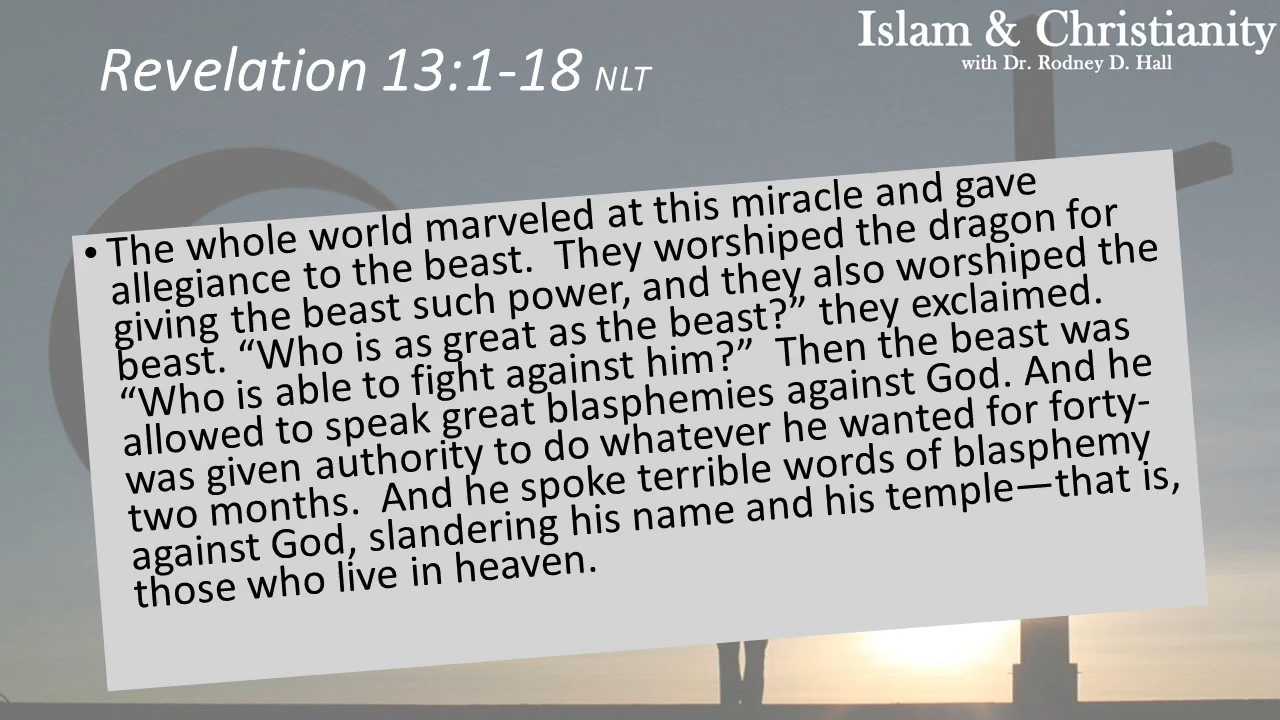 Islam & Christianity
with Dr. Rodney D. Hall
Revelation 13:1-18 NLT
• The whole world marveled at this miracle and gave
allegiance to the beast.  They worshiped the dragon for
giving the beast such power, and they also worshiped the
beast. “Who is as great as the beast?” they exclaimed.
“Who is able to fight against him?”  Then the beast was
allowed to speak great blasphemies against God. And he
was given authority to do whatever he wanted for forty-
two months.  And he spoke terrible words of blasphemy
against God, slandering his name and his temple—that is,
those who live in heaven.